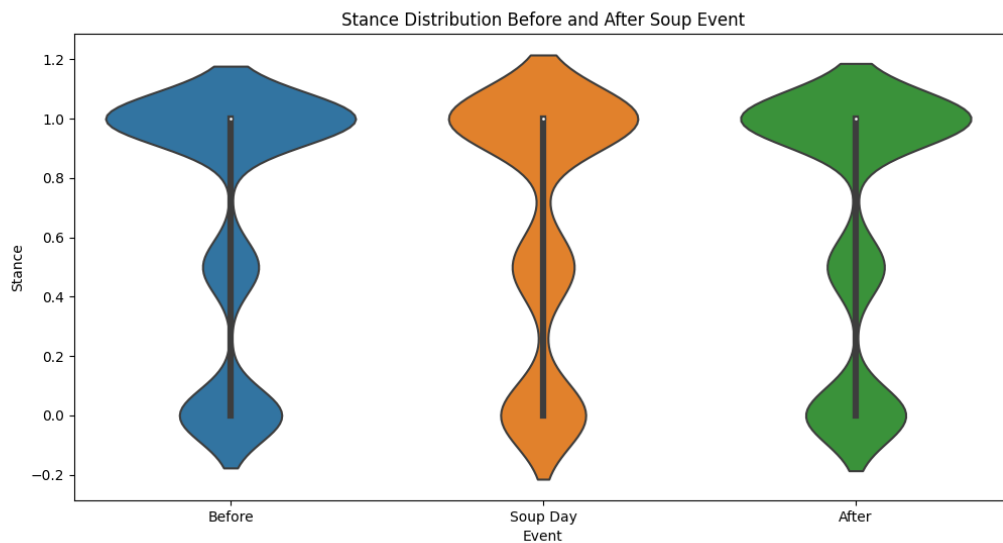 Stance Distribution Before and After Soup Event
Stance
1.2
1.0
0.8
0.6
0.4
0.2
0.0
−0.2
Before
Soup Day
After
Event